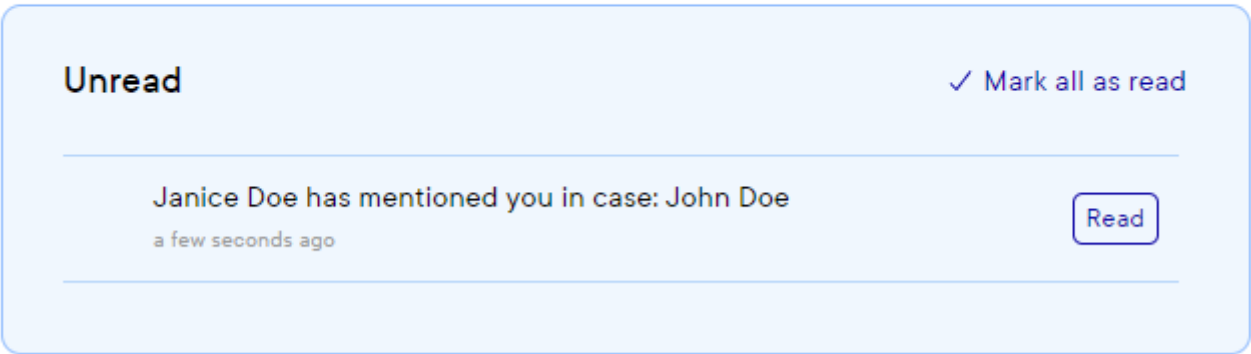 Unread
✓ Mark all as read
Janice Doe has mentioned you in case: John Doe
a few seconds ago
Read